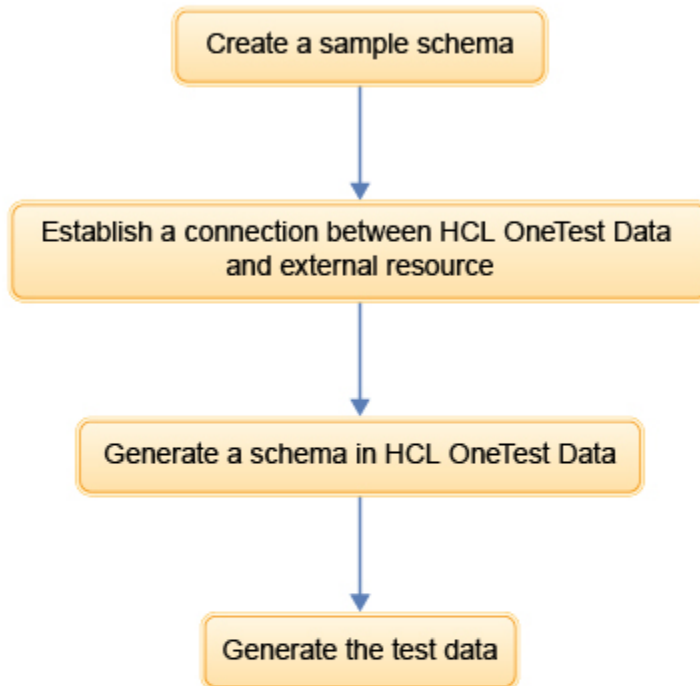 Create a sample schema
Establish a connection between HCL OneTest Data
and external resource
Generate a schema in HCL OneTest Data
Generate the test data